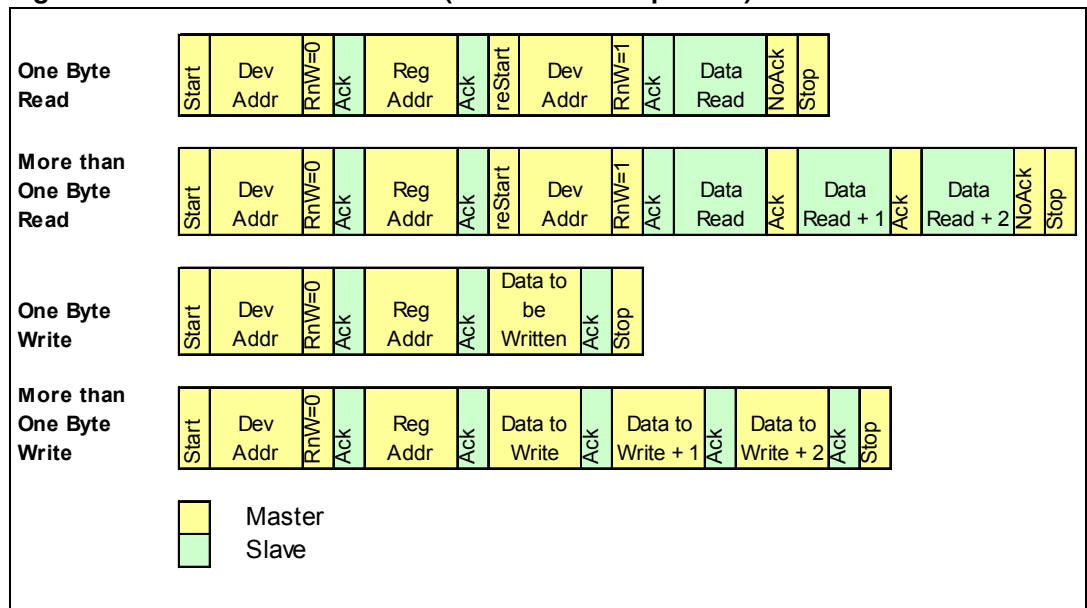 One Byte
Read
Start
Dev
Addr
RnW=0
Ack
Reg
Addr
Ack
reStart
Dev
Addr
RnW=1
Ack
Data
Read
NoAck
Stop
More than
One Byte
Read
Start
Dev
Addr
RnW=0
Ack
Reg
Addr
Ack
reStart
Dev
Addr
RnW=1
Ack
Data
Read
Ack
Data
Read + 1
Ack
Data
Read + 2
NoAck
Stop
One Byte
Write
Start
Dev
Addr
RnW=0
Ack
Reg
Addr
Ack
Data to
be
Written
Ack
Stop
More than
One Byte
Write
Start
Dev
Addr
RnW=0
Ack
Reg
Addr
Ack
Data to
Write
Ack
Data to
Write + 1
Ack
Data to
Write + 2
Ack
Stop
Master
Slave